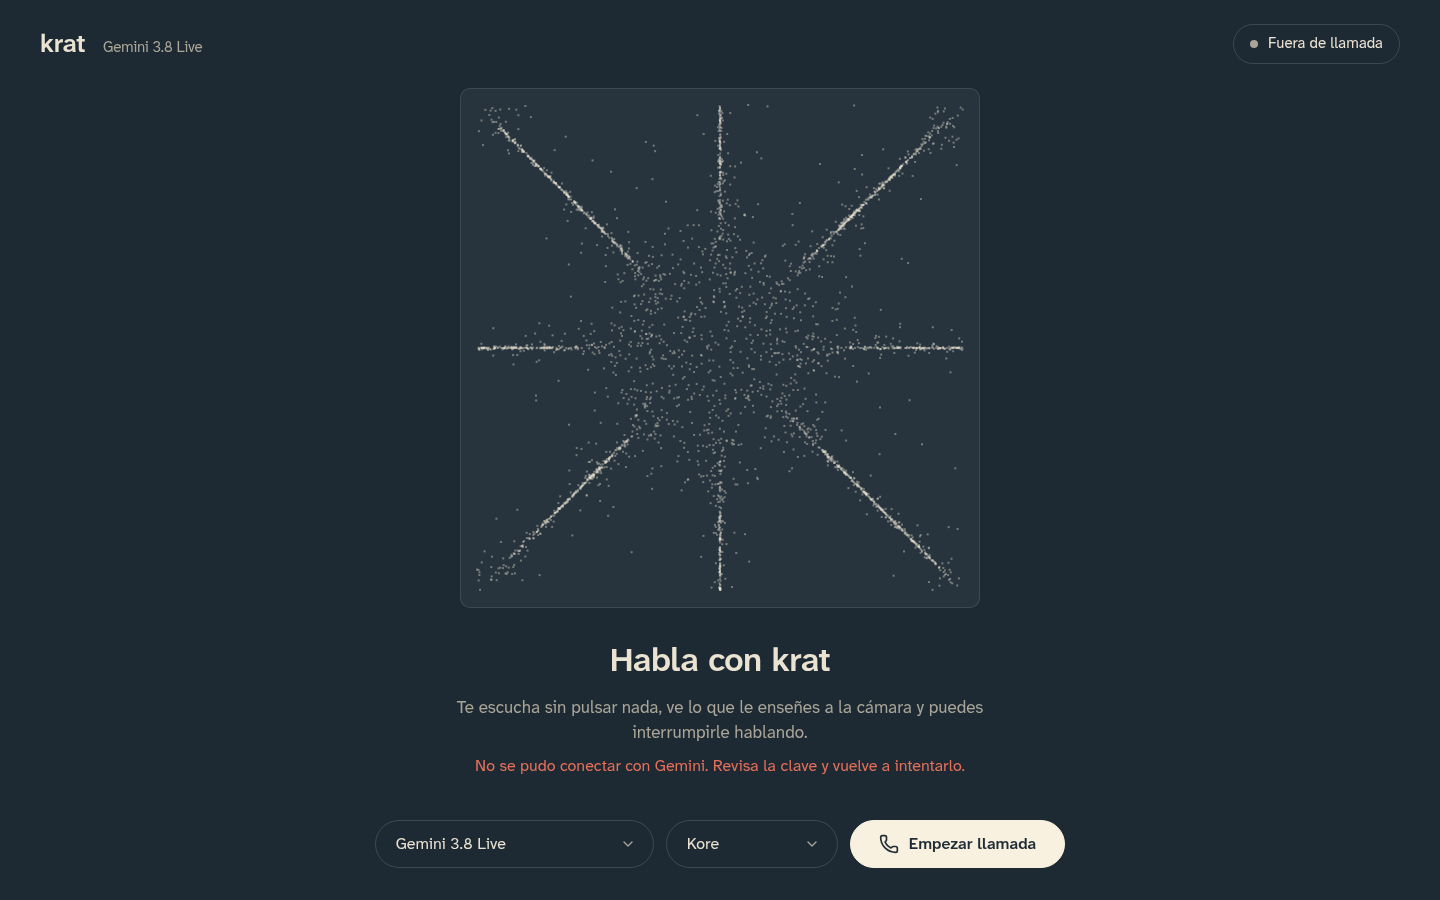 krat
Gemini 3.8 Live
Fuera de llamada
Habla con krat
Te escucha sin pulsar nada, ve lo que le enseñes a la cámara y puedes
interrumpirle hablando.
No se pudo conectar con Gemini. Revisa la clave y vuelve a intentarlo.
Gemini 3.8 Live
Kore
Empezar llamada